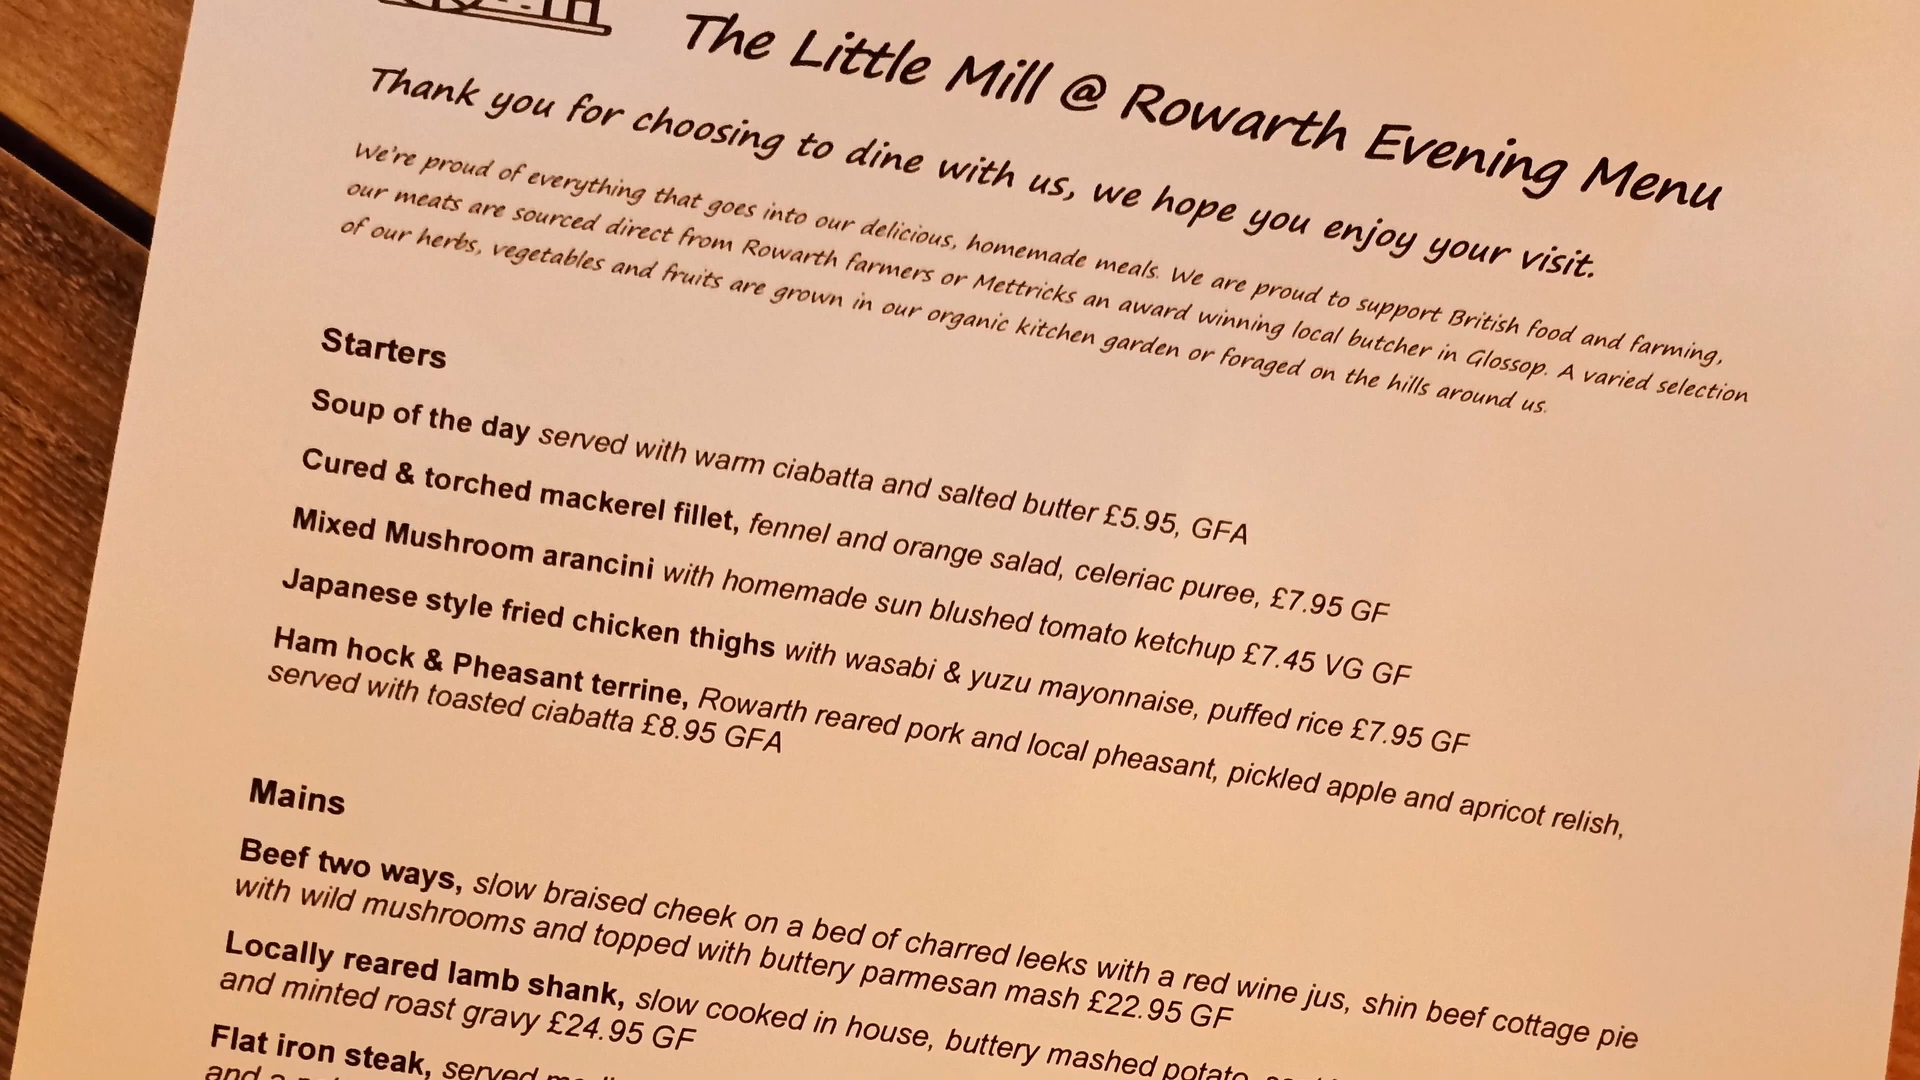 The Little Mill @ Rowarth Evening Menu
Thank you for choosing to dine with us, we hope you enjoy your visit.
We're proud of everything that goes into our delicious, homemade meals. We are proud to support British food and farming,
our meats are sourced direct from Rowarth farmers or Mettricks an award winning local butcher in Glossop. A varied selection
of our herbs, vegetables and fruits are grown in our organic kitchen garden or foraged on the hills around us.
Starters
Soup of the day served with warm ciabatta and salted butter £5.95, GFA
Cured & torched mackerel fillet, fennel and orange salad, celeriac puree, £7.95 GF
Mixed Mushroom arancini with homemade sun blushed tomato ketchup £7.45 VG GF
Japanese style fried chicken thighs with wasabi & yuzu mayonnaise, puffed rice £7.95 GF
Ham hock & Pheasant terrine, Rowarth reared pork and local pheasant, pickled apple and apricot relish,
served with toasted ciabatta £8.95 GFA
Mains
Beef two ways, slow braised cheek on a bed of charred leeks with a red wine jus, shin beef cottage pie
with wild mushrooms and topped with buttery parmesan mash £22.95 GF
Locally reared lamb shank, slow cooked in house, buttery mashed potato,
and minted roast gravy £24.95 GF
Flat iron steak, served
and a